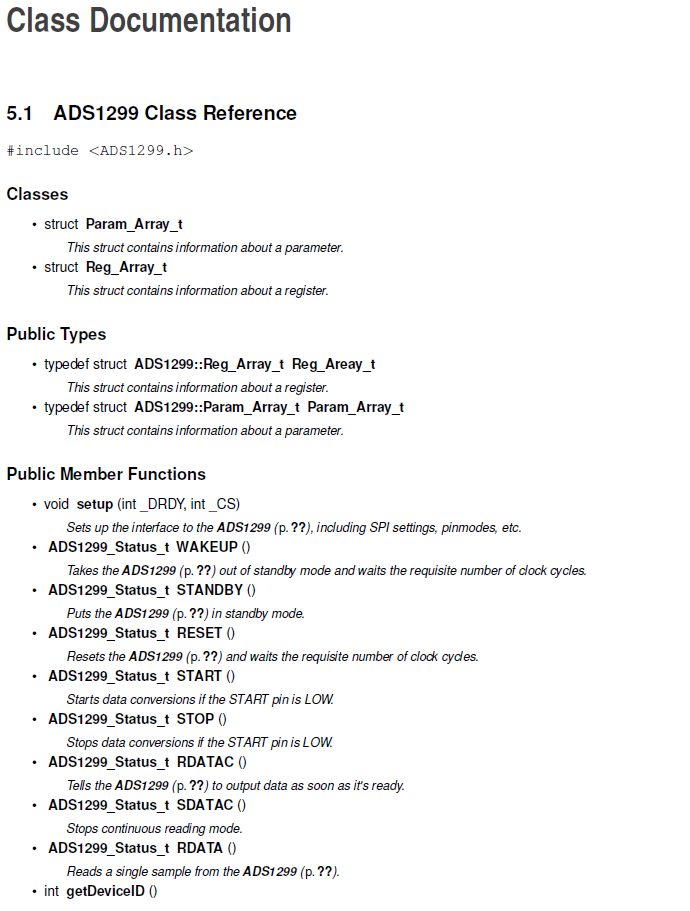 Class Documentation
5.1 ADS1299 Class Reference
#include <ADS1299.h>
Classes
• struct Param_Array_t
This struct contains information about a parameter.
• struct Reg_Array_t
This struct contains information about a register.
Public Types
• typedef struct ADS1299::Reg_Array_t Reg_Areay_t
This struct contains information about a register.
• typedef struct ADS1299::Param_Array_t Param_Array_t
This struct contains information about a parameter.
Public Member Functions
• void setup (int _DRDY, int _CS)
Sets up the interface to the ADS1299 (p. ??), including SPI settings, pinmodes, etc.
• ADS1299_Status_t WAKEUP ()
Takes the ADS1299 (p. ??) out of standby mode and waits the requisite number of clock cycles.
• ADS1299_Status_t STANDBY ()
Puts the ADS1299 (p. ??) in standby mode.
• ADS1299_Status_t RESET ()
Resets the ADS1299 (p. ??) and waits the requisite number of clock cycles.
• ADS1299_Status_t START ()
Starts data conversions if the START pin is LOW.
• ADS1299_Status_t STOP ()
Stops data conversions if the START pin is LOW.
• ADS1299_Status_t RDATAC ()
Tells the ADS1299 (p. ??) to output data as soon as it's ready.
• ADS1299_Status_t SDATAC ()
Stops continuous reading mode.
• ADS1299_Status_t RDATA ()
Reads a single sample from the ADS1299 (p. ??).
• int getDeviceID ()